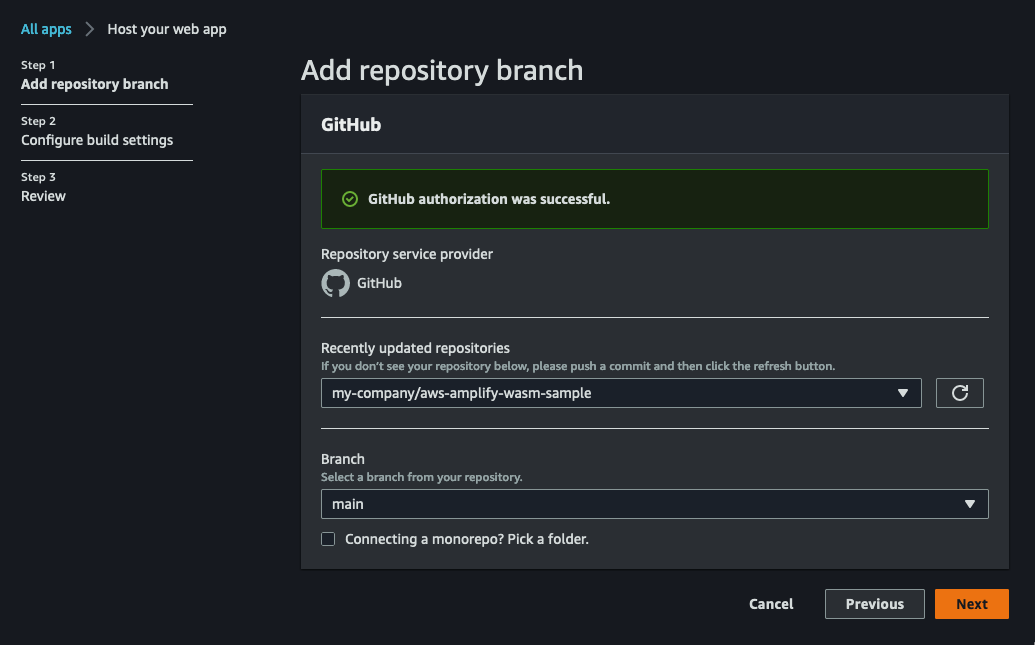 All apps > Host your web app
Step 1
Add repository branch
Step 2
Configure build settings
Step 3
Review
Add repository branch
GitHub
GitHub authorization was successful.
Repository service provider
GitHub
Recently updated repositories
If you don't see your repository below, please push a commit and then click the refresh button.
my-company/aws-amplify-wasm-sample
Branch
Select a branch from your repository.
main
Connecting a monorepo? Pick a folder.
Cancel Previous Next